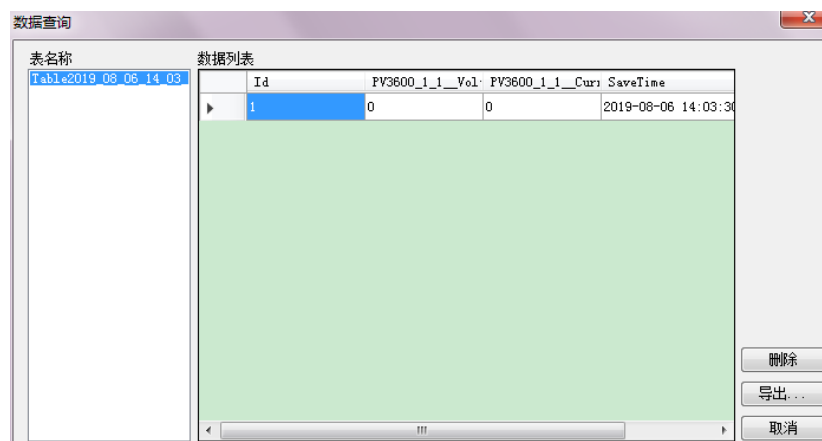 数据查询
表名称
数据列表
Table2019_08_06_14_03
Id PV3600_1_1__Vol PV3600_1_1__Cur SaveTime
1 0 0 2019-08-06 14:03:30
删除
导出...
取消